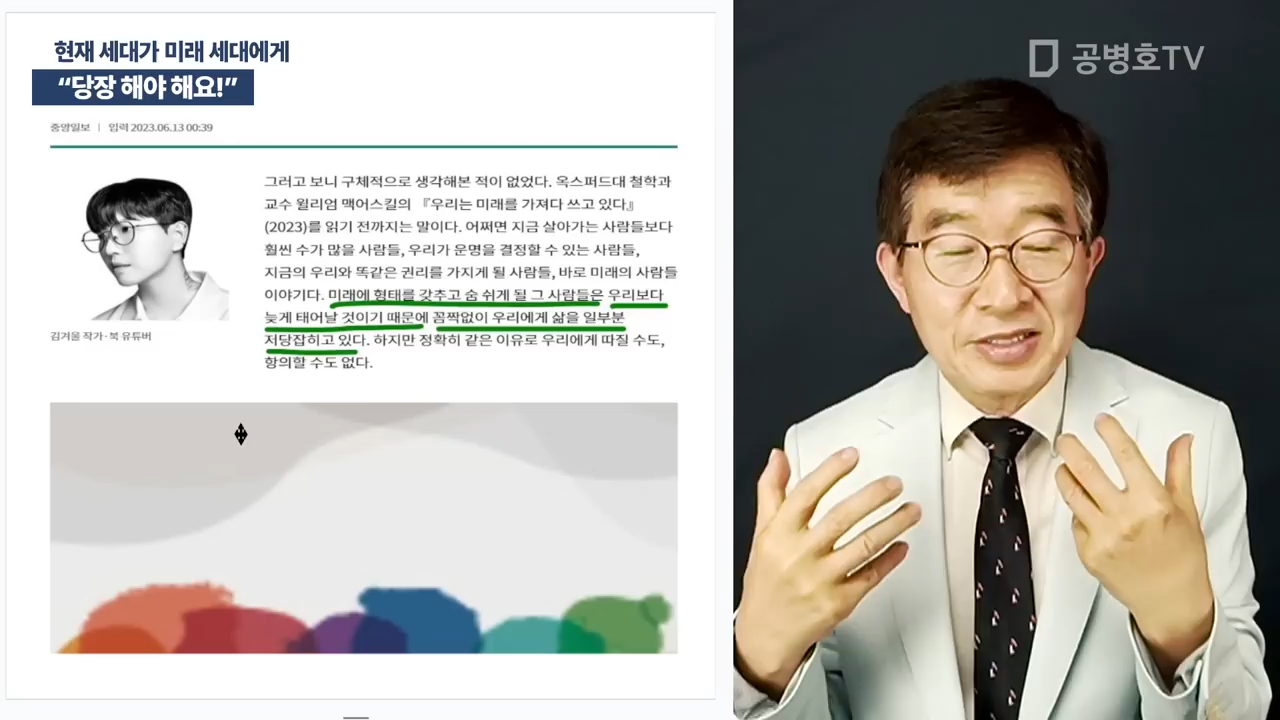 현재 세대가 미래 세대에게
“당장 해야 해요!”
중앙일보 | 입력 2023.06.13 00:39
그러고 보니 구체적으로 생각해본 적이 없었다. 옥스퍼드대 철학과
교수 윌리엄 맥어스킬의 『우리는 미래를 가져다 쓰고 있다』
(2023)를 읽기 전까지는 말이다. 어쩌면 지금 살아가는 사람들보다
훨씬 수가 많을 사람들, 우리가 운명을 결정할 수 있는 사람들,
지금의 우리와 똑같은 권리를 가지게 될 사람들, 바로 미래의 사람들
이야기다. 미래에 형태를 갖추고 숨 쉬게 될 그 사람들은 우리보다
늦게 태어날 것이기 때문에 꼼짝없이 우리에게 삶을 일부분
저당잡히고 있다. 하지만 정확히 같은 이유로 우리에게 따질 수도,
항의할 수도 없다.
김겨울 작가·북 유튜버
공병호TV